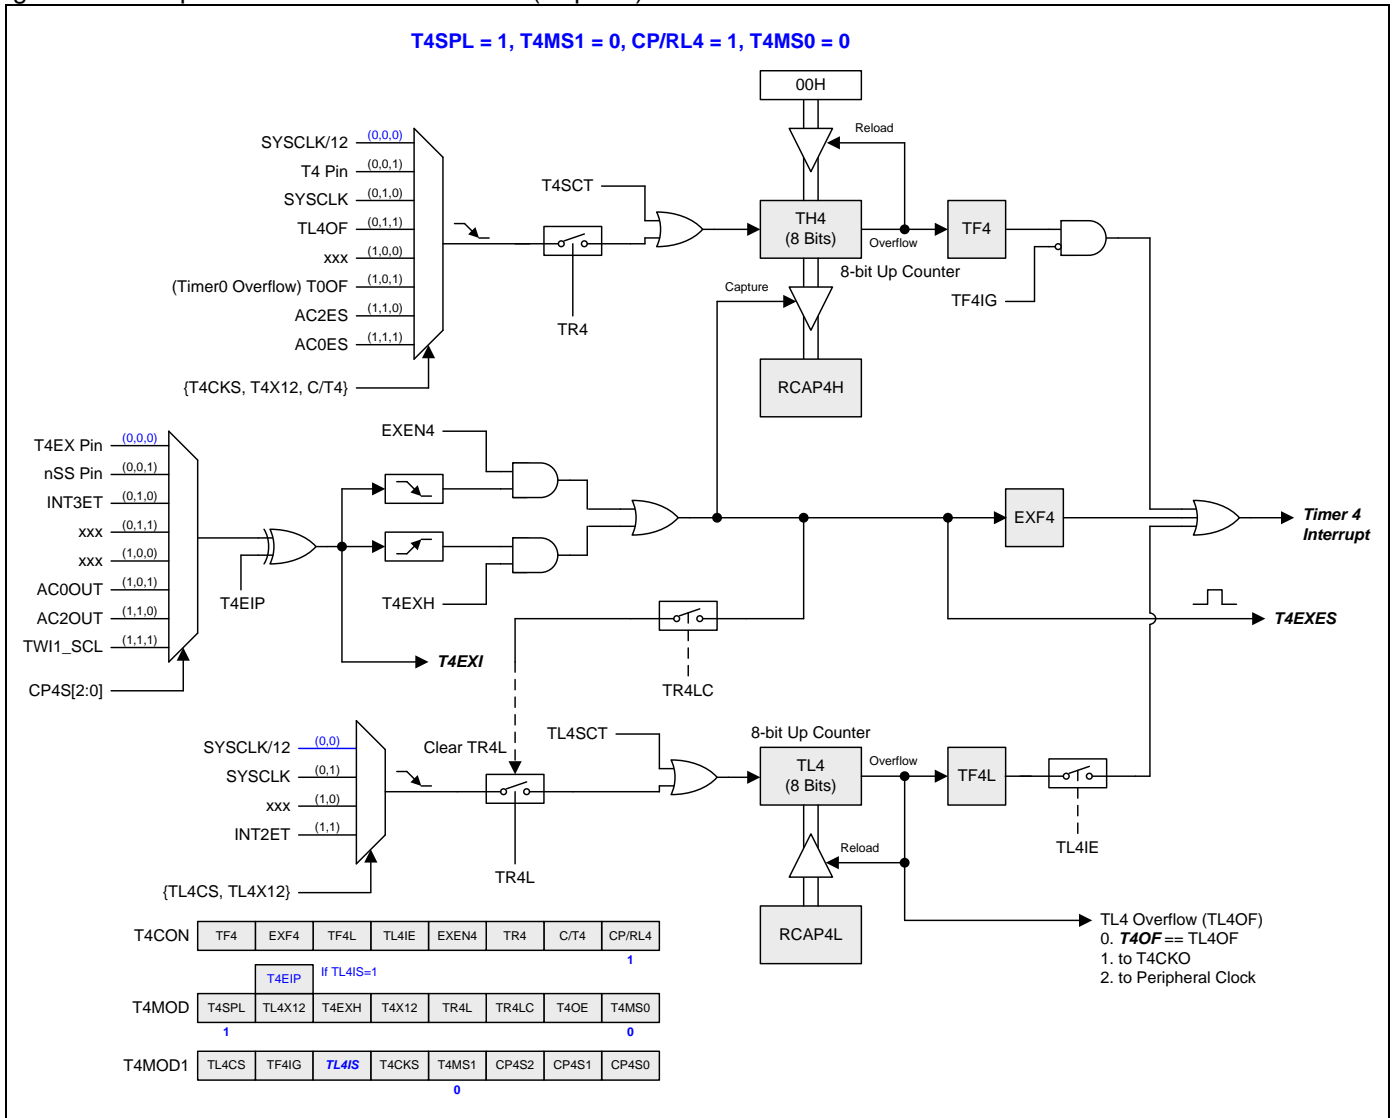 T4SPL = 1, T4MS1 = 0, CP/RL4 = 1, T4MS0 = 0
00H
Reload
SYSCLK/12 (0,0,0)
T4 Pin (0,0,1)
SYSCLK (0,1,0)
TL4OF (0,1,1)
xxx (1,0,0)
(Timer0 Overflow) T0OF (1,0,1)
AC2ES (1,1,0)
AC0ES (1,1,1)
{T4CKS, T4X12, C/T4}
T4SCT
TR4
TH4
(8 Bits)
Overflow
8-bit Up Counter
TF4
TF4IG
Capture
RCAP4H
T4EX Pin (0,0,0)
nSS Pin (0,0,1)
INT3ET (0,1,0)
xxx (0,1,1)
xxx (1,0,0)
AC0OUT (1,0,1)
AC2OUT (1,1,0)
TWI1_SCL (1,1,1)
CP4S[2:0]
T4EIP
EXEN4
T4EXH
T4EXI
EXF4
Timer 4
Interrupt
T4EXES
TR4LC
SYSCLK/12 (0,0)
SYSCLK (0,1)
xxx (1,0)
INT2ET (1,1)
{TL4CS, TL4X12}
Clear TR4L
TR4L
TL4SCT
8-bit Up Counter
TL4
(8 Bits)
Overflow
TF4L
TL4IE
Reload
RCAP4L
TL4 Overflow (TL4OF)
0. T4OF == TL4OF
1. to T4CKO
2. to Peripheral Clock
T4CON TF4 EXF4 TF4L TL4IE EXEN4 TR4 C/T4 CP/RL4
1
T4EIP If TL4IS=1
T4MOD T4SPL TL4X12 T4EXH T4X12 TR4L TR4LC T4OE T4MS0
1 0
T4MOD1 TL4CS TF4IG TL4IS T4CKS T4MS1 CP4S2 CP4S1 CP4S0
0